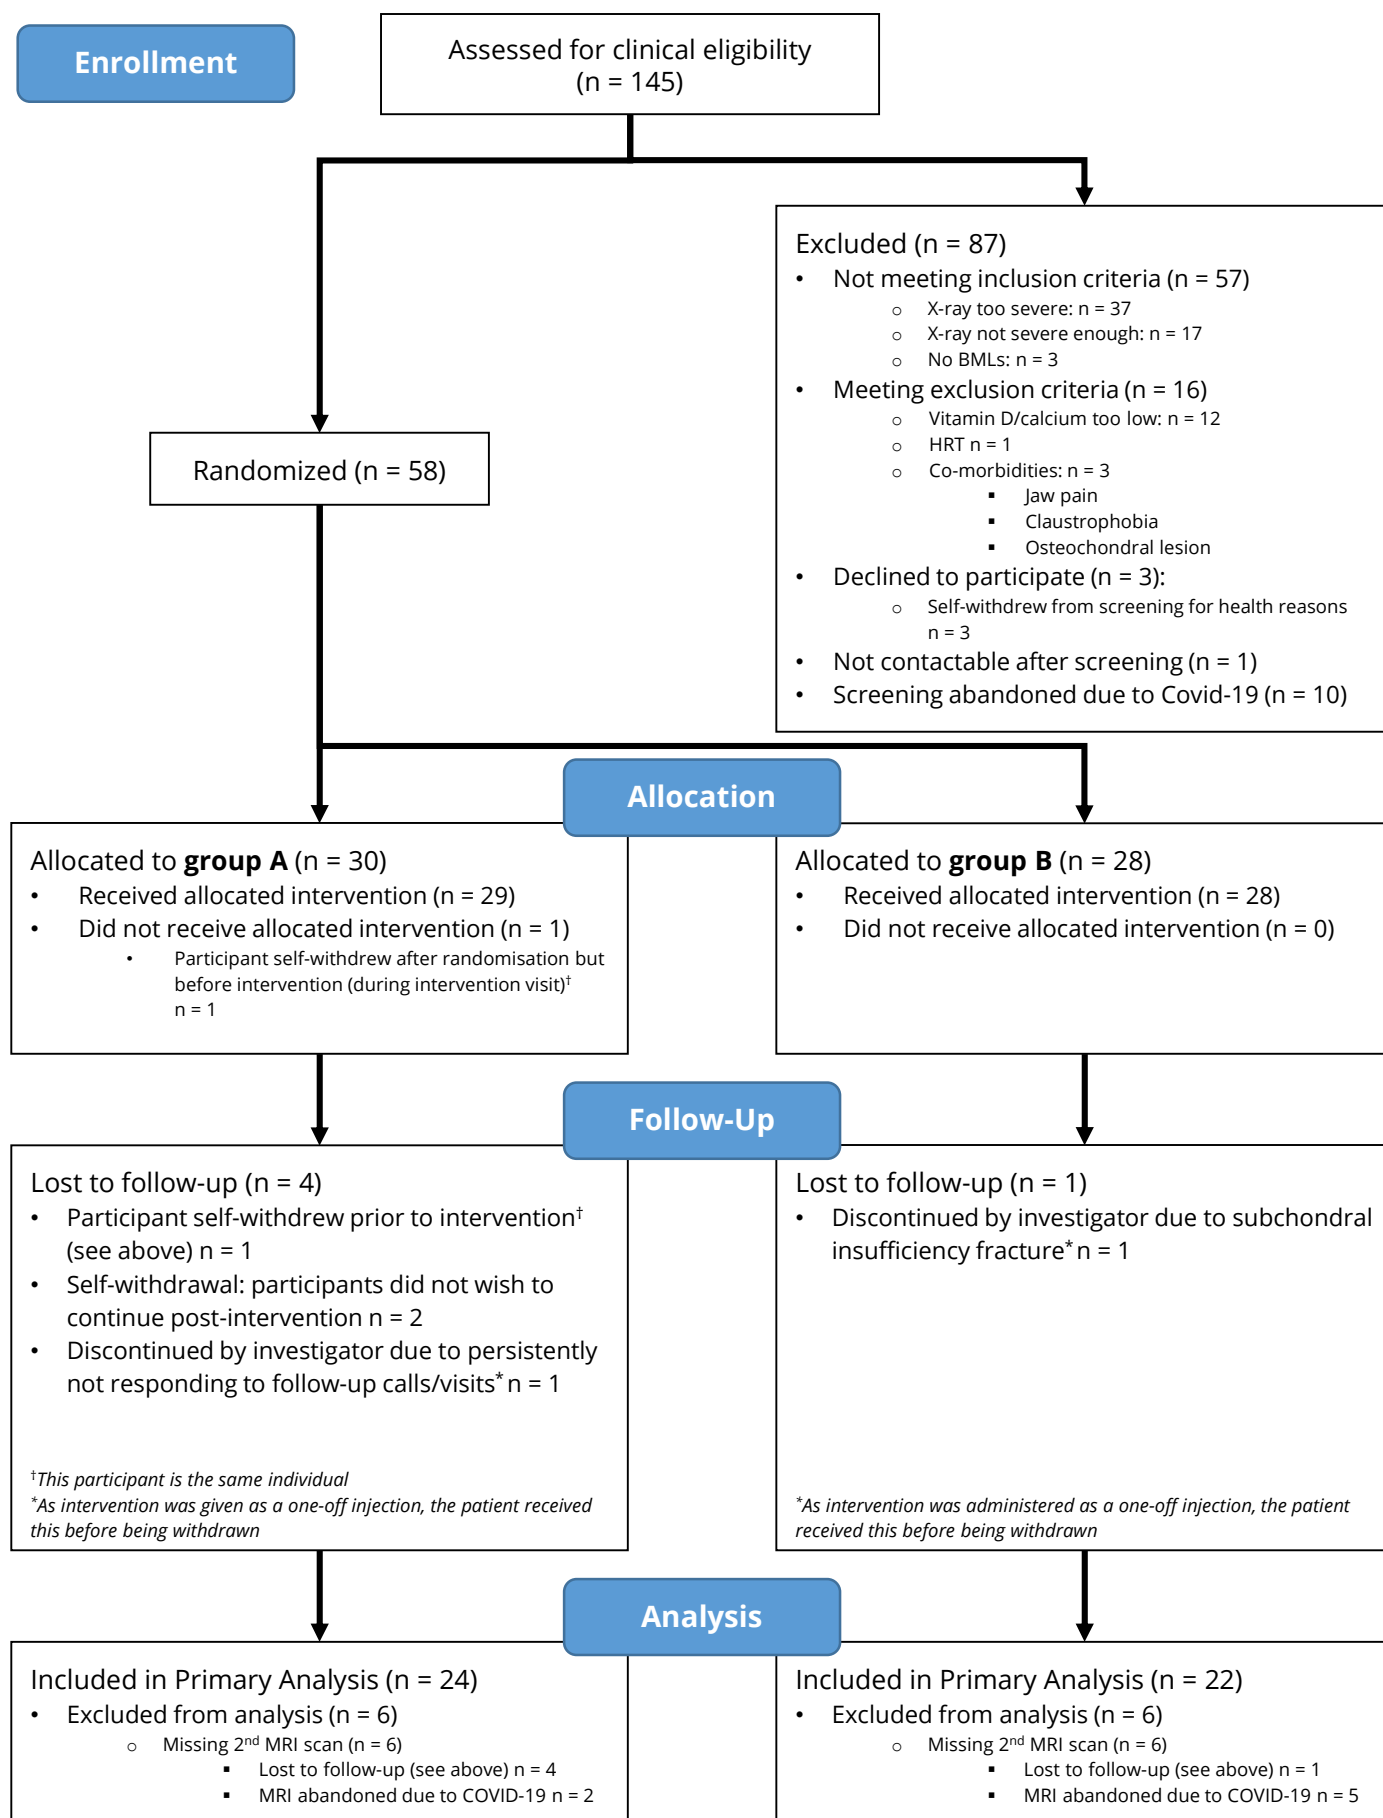 Enrollment
Assessed for clinical eligibility
(n = 145)
Excluded (n = 87)
• Not meeting inclusion criteria (n = 57)
o X-ray too severe: n = 37
o X-ray not severe enough: n = 17
o No BMLs: n = 3
• Meeting exclusion criteria (n = 16)
o Vitamin D/calcium too low: n = 12
o HRT n = 1
o Co-morbidities: n = 3
▪ Jaw pain
▪ Claustrophobia
▪ Osteochondral lesion
• Declined to participate (n = 3):
o Self-withdrew from screening for health reasons
n = 3
• Not contactable after screening (n = 1)
• Screening abandoned due to Covid-19 (n = 10)
Randomized (n = 58)
Allocation
Allocated to group A (n = 30)
• Received allocated intervention (n = 29)
• Did not receive allocated intervention (n = 1)
• Participant self-withdrew after randomisation but
before intervention (during intervention visit)†
n = 1
Allocated to group B (n = 28)
• Received allocated intervention (n = 28)
• Did not receive allocated intervention (n = 0)
Follow-Up
Lost to follow-up (n = 4)
• Participant self-withdrew prior to intervention†
(see above) n = 1
• Self-withdrawal: participants did not wish to
continue post-intervention n = 2
• Discontinued by investigator due to persistently
not responding to follow-up calls/visits* n = 1
†This participant is the same individual
*As intervention was given as a one-off injection, the patient received
this before being withdrawn
Lost to follow-up (n = 1)
• Discontinued by investigator due to subchondral
insufficiency fracture* n = 1
*As intervention was administered as a one-off injection, the patient
received this before being withdrawn
Analysis
Included in Primary Analysis (n = 24)
• Excluded from analysis (n = 6)
o Missing 2nd MRI scan (n = 6)
▪ Lost to follow-up (see above) n = 4
▪ MRI abandoned due to COVID-19 n = 2
Included in Primary Analysis (n = 22)
• Excluded from analysis (n = 6)
o Missing 2nd MRI scan (n = 6)
▪ Lost to follow-up (see above) n = 1
▪ MRI abandoned due to COVID-19 n = 5